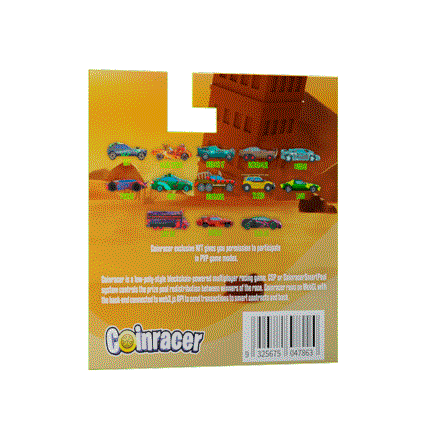 Coinracer exclusive NFT gives you permission to participate
in PVP game modes.
Coinracer is a low-poly-style blockchain-powered multiplayer racing game. CSP or CoinracerSmartPool
system controls the price pool redistribution between winners of the race. Coinracer runs on Web3, with
the back-end connected to web3.js API to send transactions to smart contracts and back.
Coinracer
9 325675 047863